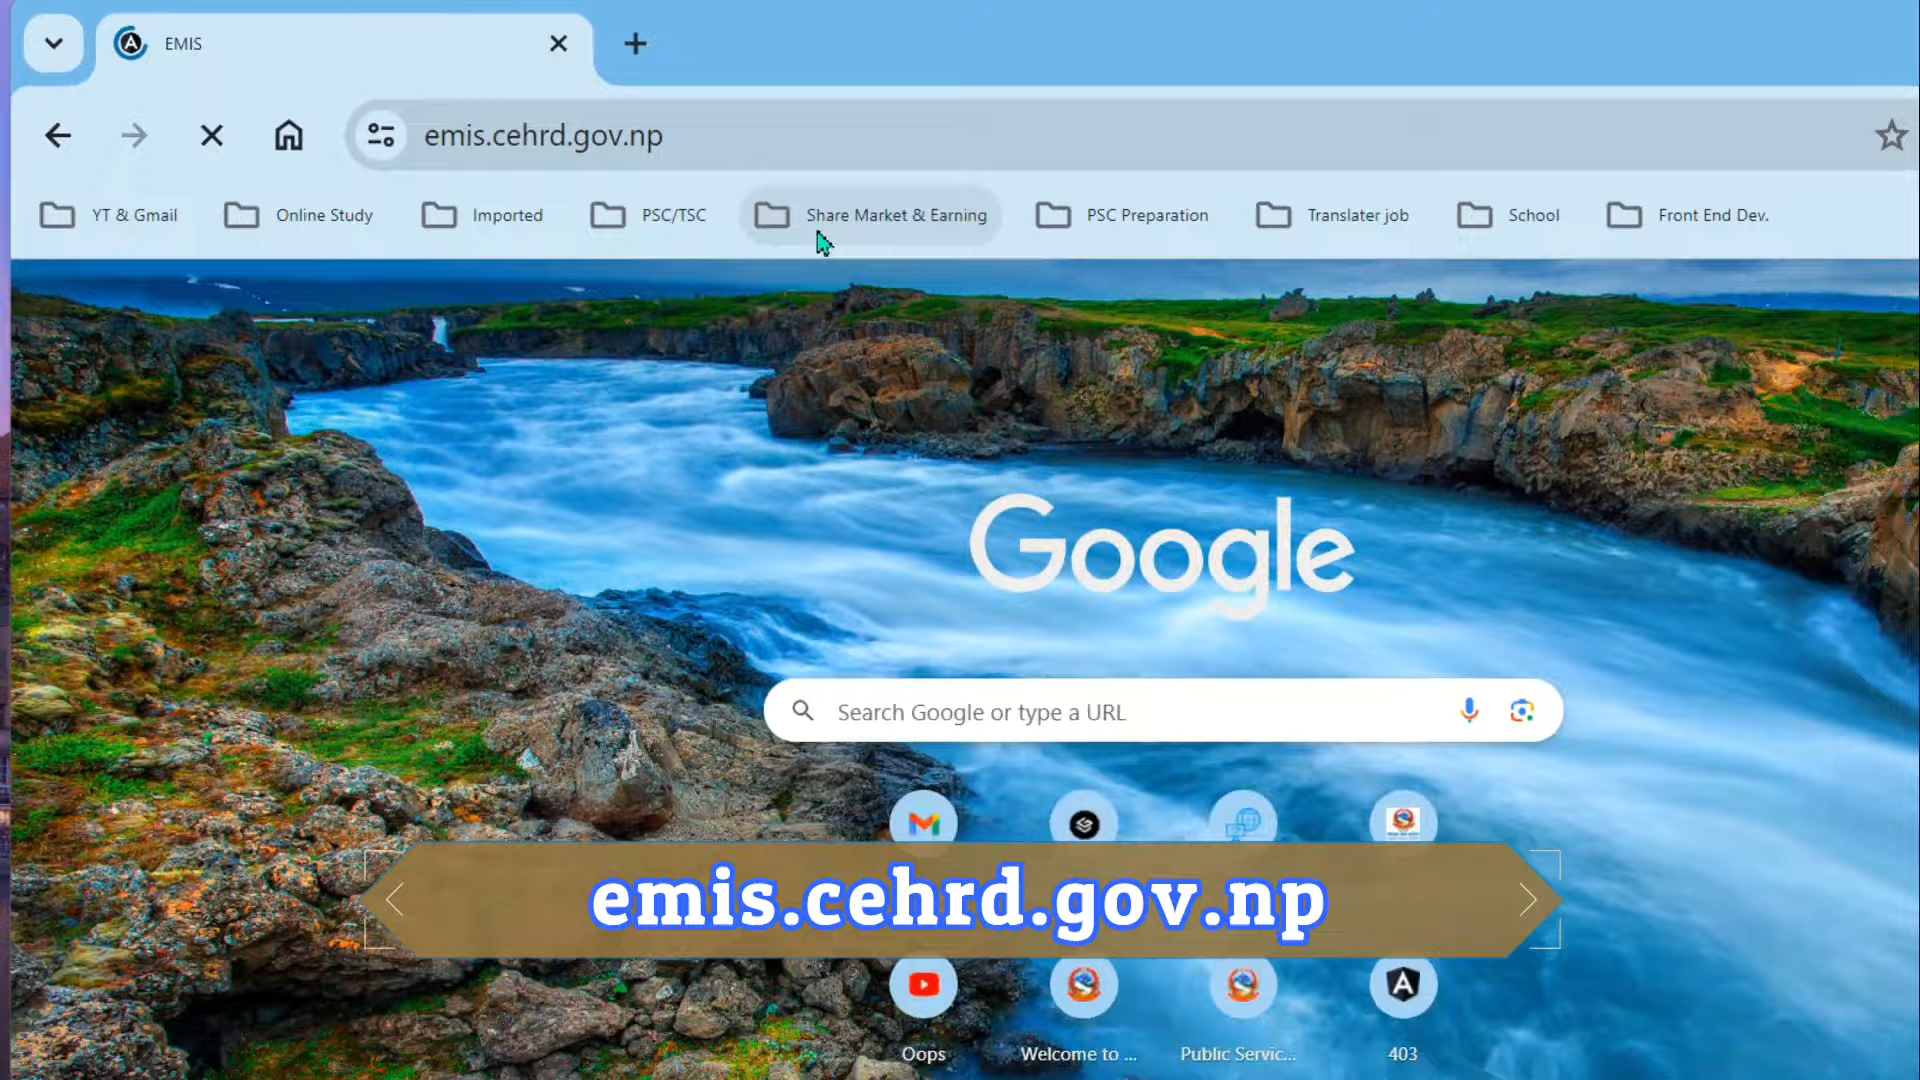 EMIS
emis.cehrd.gov.np
YT & Gmail
Online Study
Imported
PSC/TSC
Share Market & Earning
PSC Preparation
Translater job
School
Front End Dev.
Google
Search Google or type a URL
emis.cehrd.gov.np
Oops
Welcome to ...
Public Servic...
403